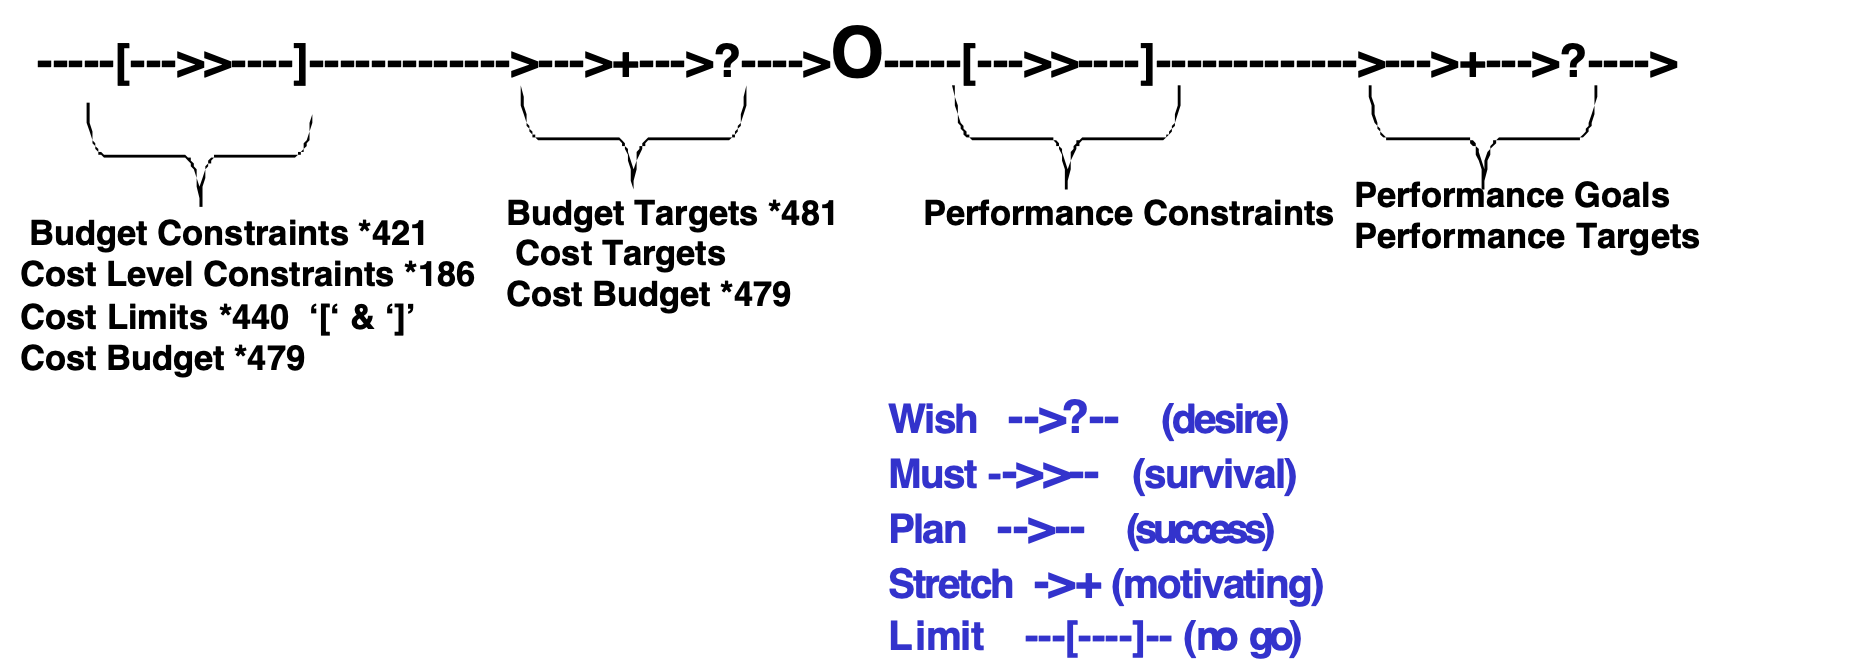 -----[--->>----]------------->--->+--->?---->O-----[--->>----]------------->--->+--->?---->
Budget Constraints *421
Cost Level Constraints *186
Cost Limits *440 ‘[‘ & ‘]’
Cost Budget *479
Budget Targets *481
Cost Targets
Cost Budget *479
Performance Constraints
Performance Goals
Performance Targets
Wish -->?-- (desire)
Must -->>-- (survival)
Plan -->-- (success)
Stretch ->+ (motivating)
Limit ---[----]-- (no go)